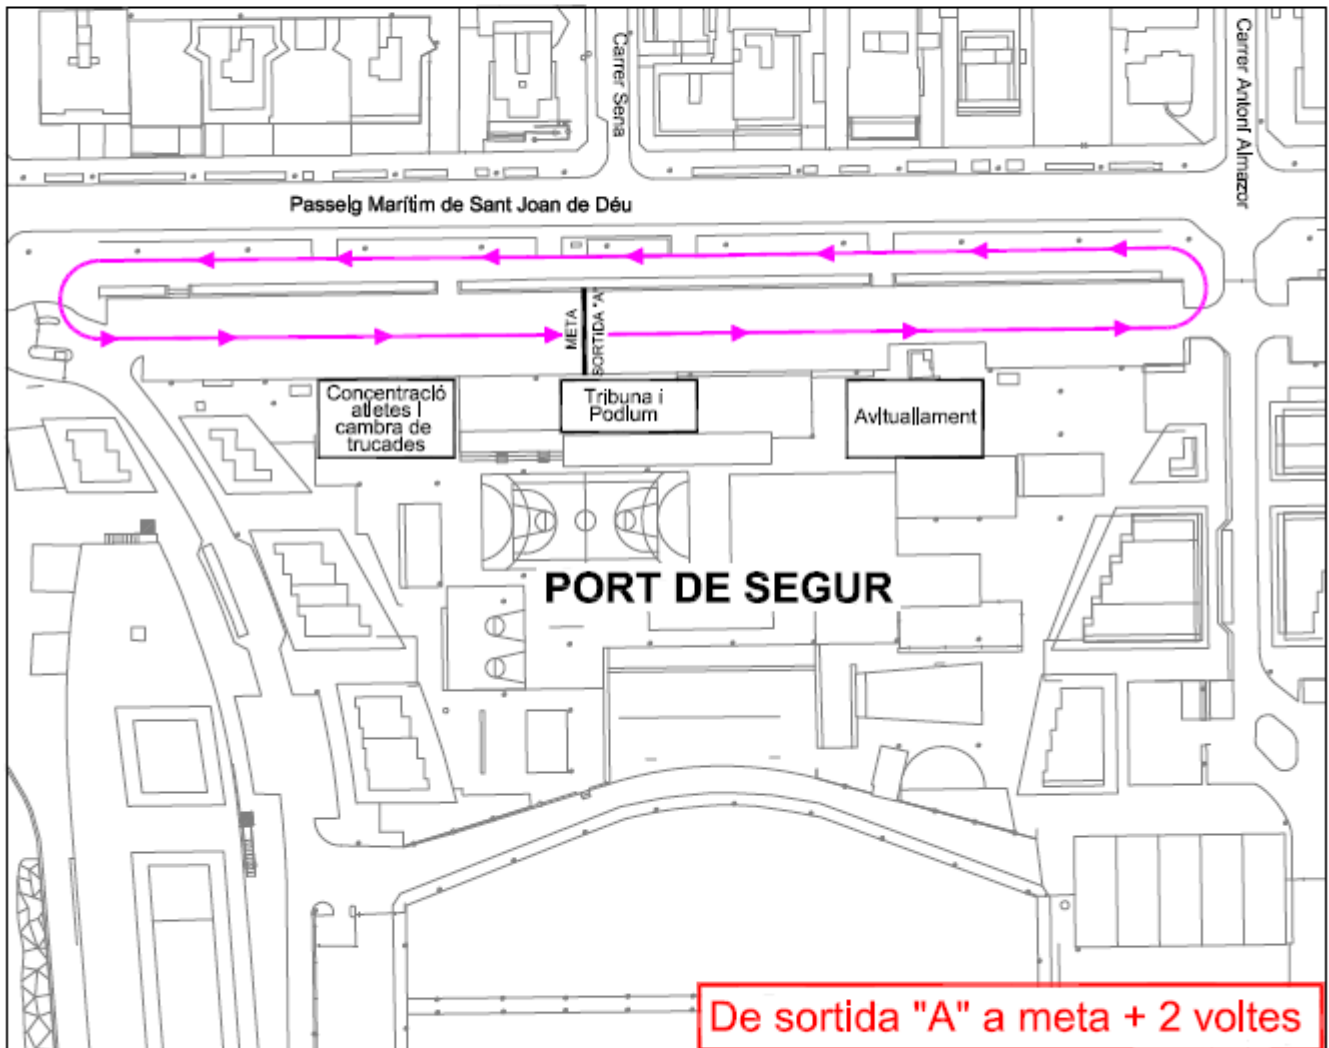 Carrer Sena
Carrer Antoni Almazor
Passeig Marítim de Sant Joan de Déu
META
SORTIDA "A"
Concentració
atletes i
cambra de
trucades
Tribuna i
Podium
Avituallament
PORT DE SEGUR
De sortida "A" a meta + 2 voltes